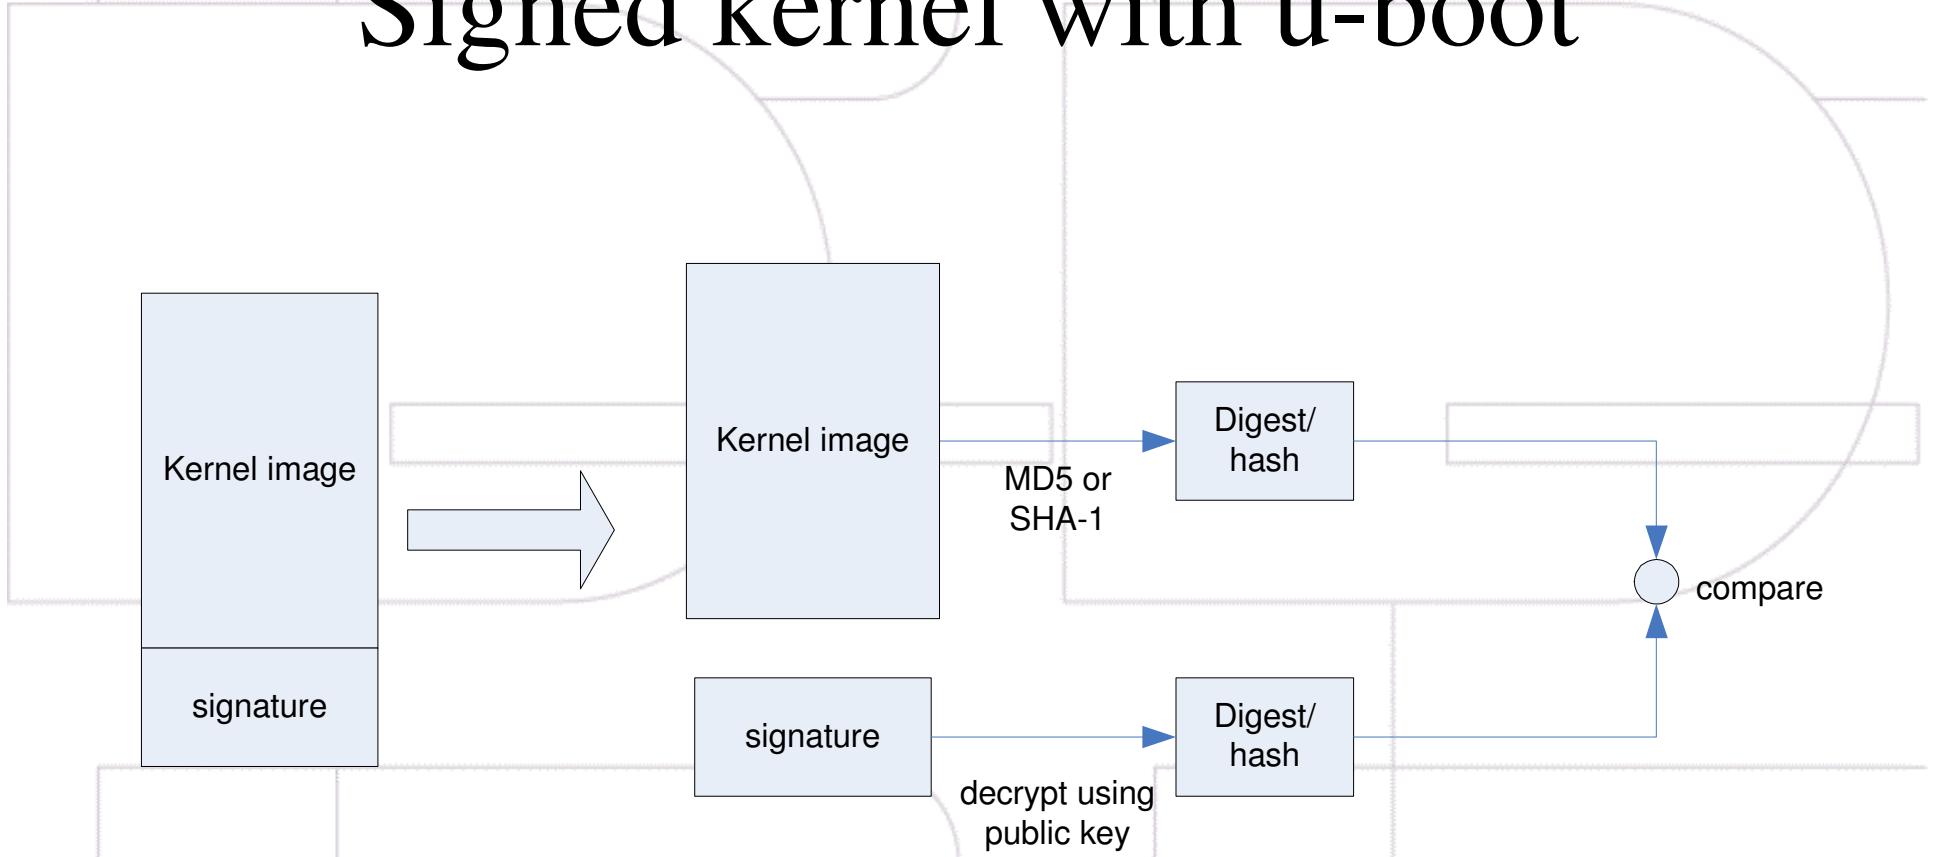 Signed kernel with u-boot
Kernel image
signature
Kernel image
MD5 or
SHA-1
Digest/
hash
compare
signature
decrypt using
public key
Digest/
hash